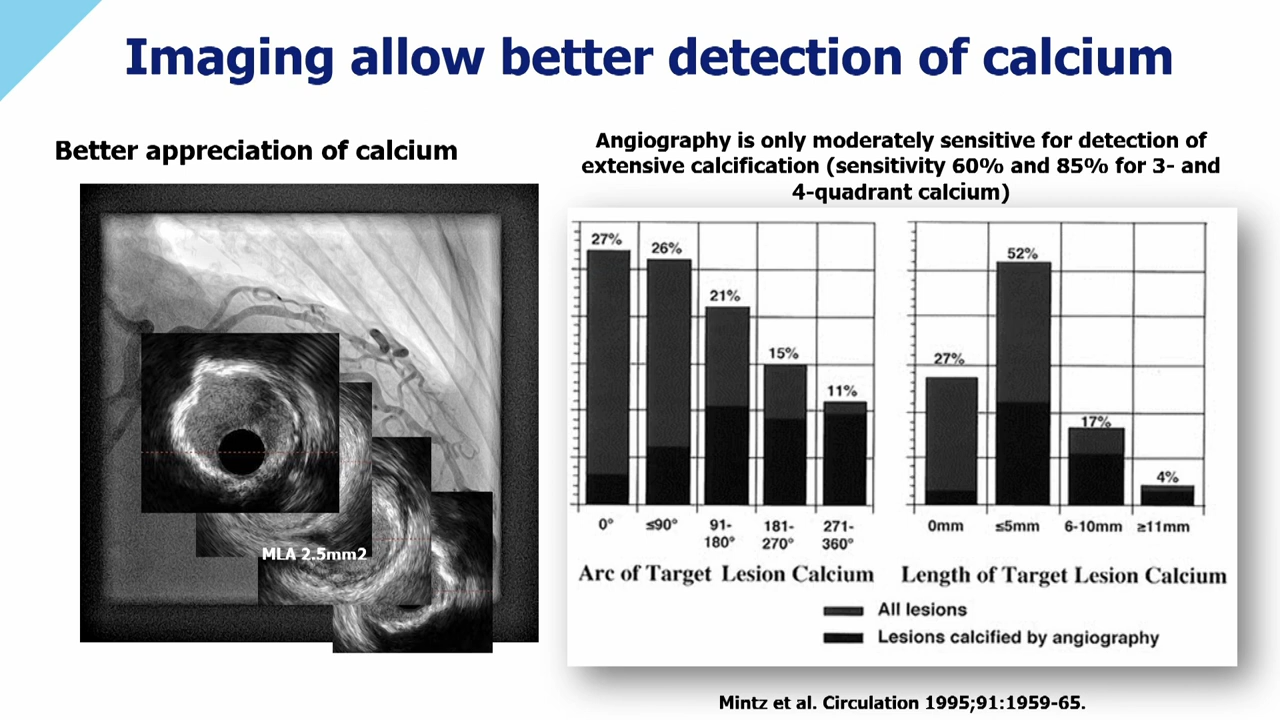 Imaging allow better detection of calcium
Better appreciation of calcium
MLA 2.5mm2
Angiography is only moderately sensitive for detection of
extensive calcification (sensitivity 60% and 85% for 3- and
4-quadrant calcium)
27%
26%
21%
15%
11%
0°
≤90°
91-
180°
181-
270°
271-
360°
Arc of Target Lesion Calcium
27%
52%
17%
4%
0mm
≤5mm
6-10mm
≥11mm
Length of Target Lesion Calcium
All lesions
Lesions calcified by angiography
Mintz et al. Circulation 1995;91:1959-65.